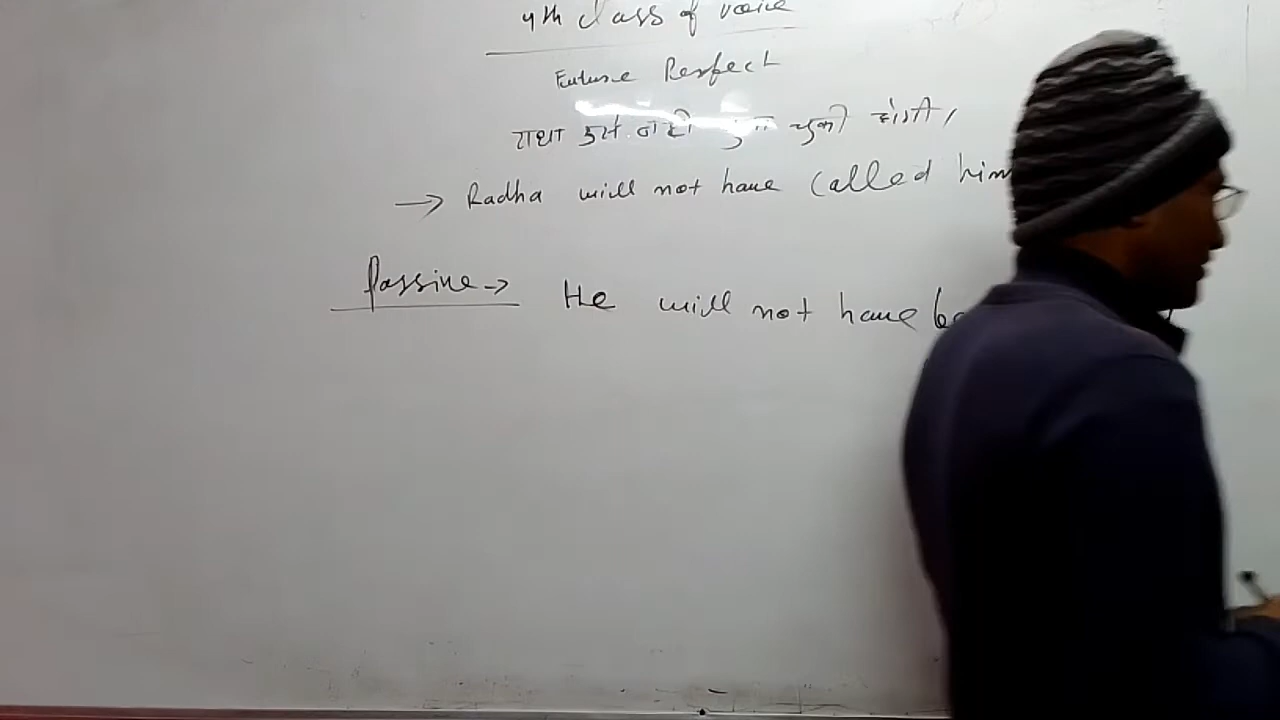 4th class of voice
Future Perfect
राधा उसे नहीं चुकी होगी,
→ Radha will not have called him
Passive → He will not have be